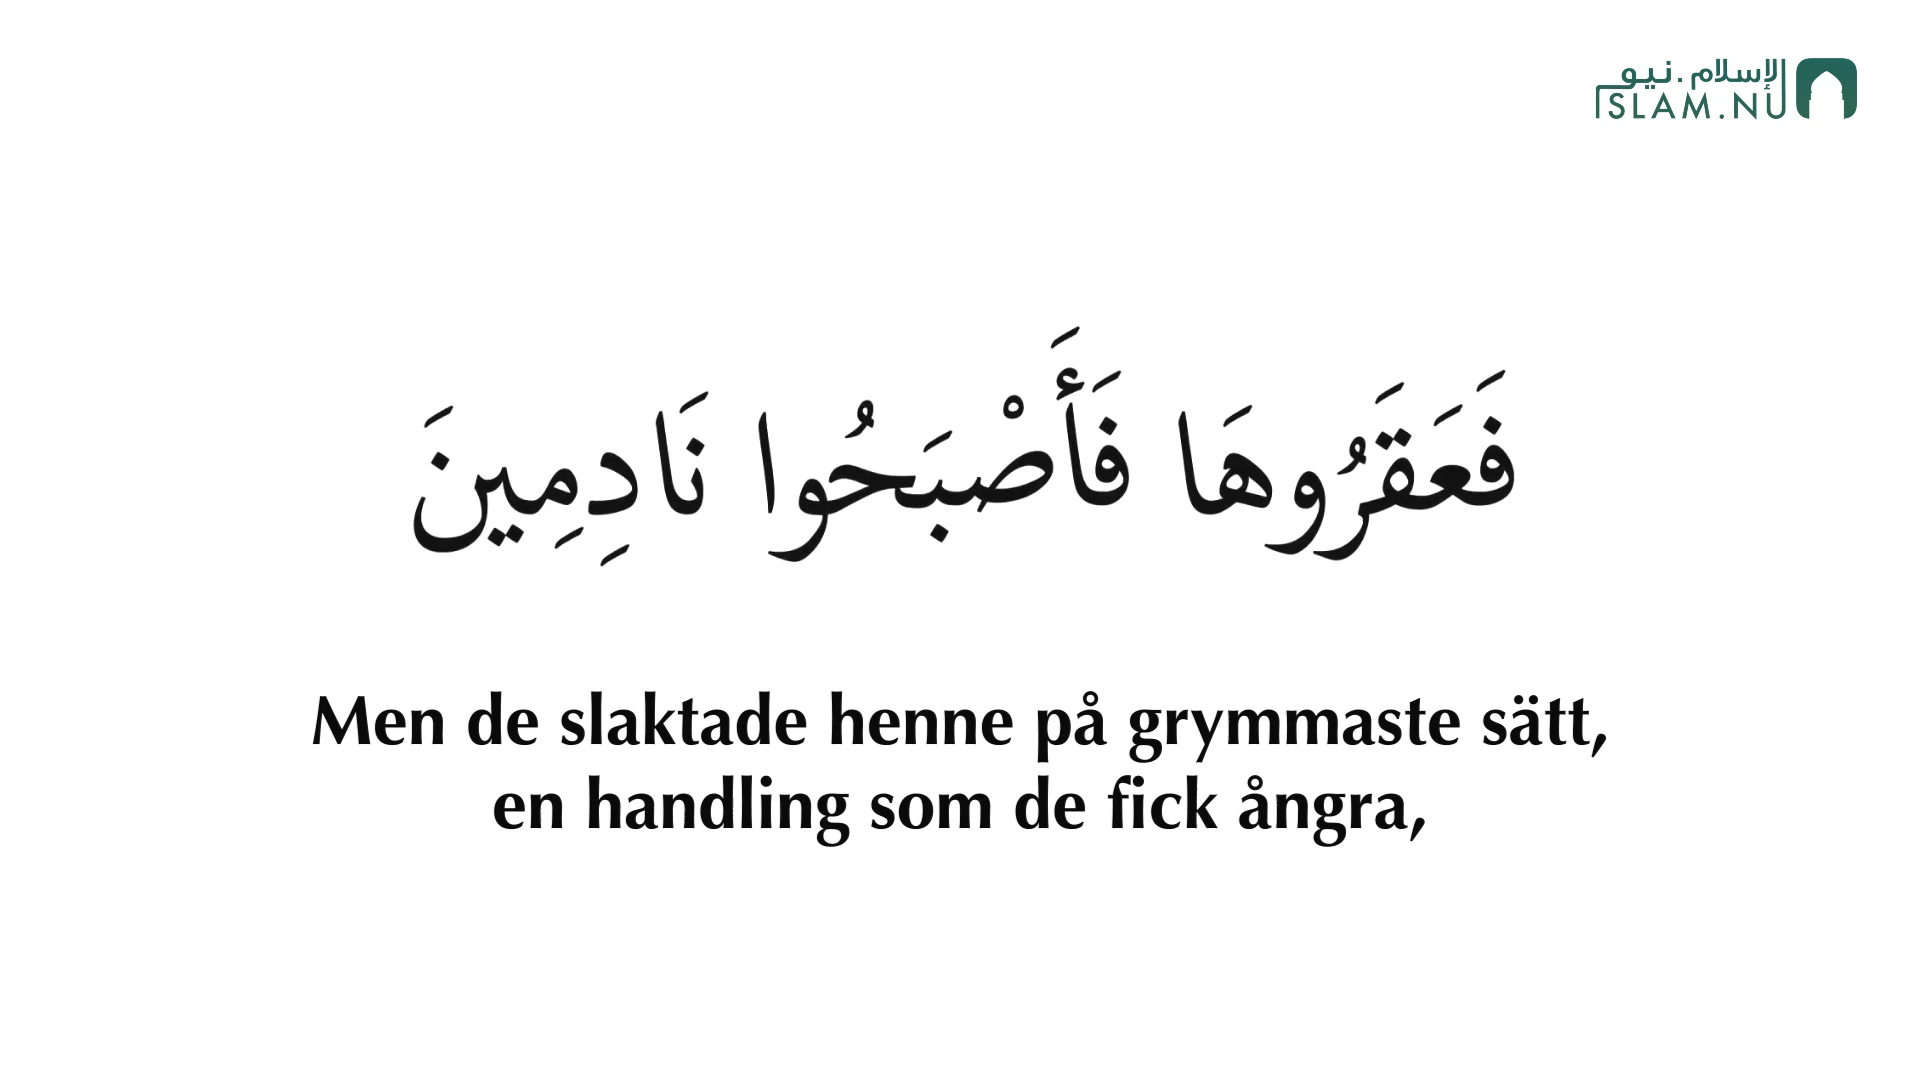 الإسلام.نيو
ISLAM.NU
فَعَقَرُوهَا فَأَصْبَحُوا نَادِمِينَ
Men de slaktade henne på grymmaste sätt,
en handling som de fick ångra,